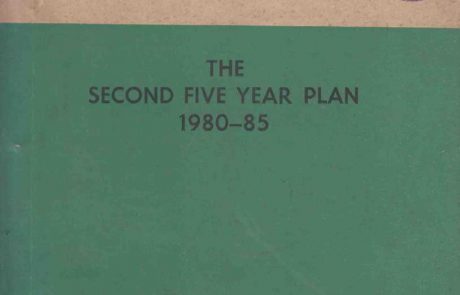 THE
SECOND FIVE YEAR PLAN
1980–85